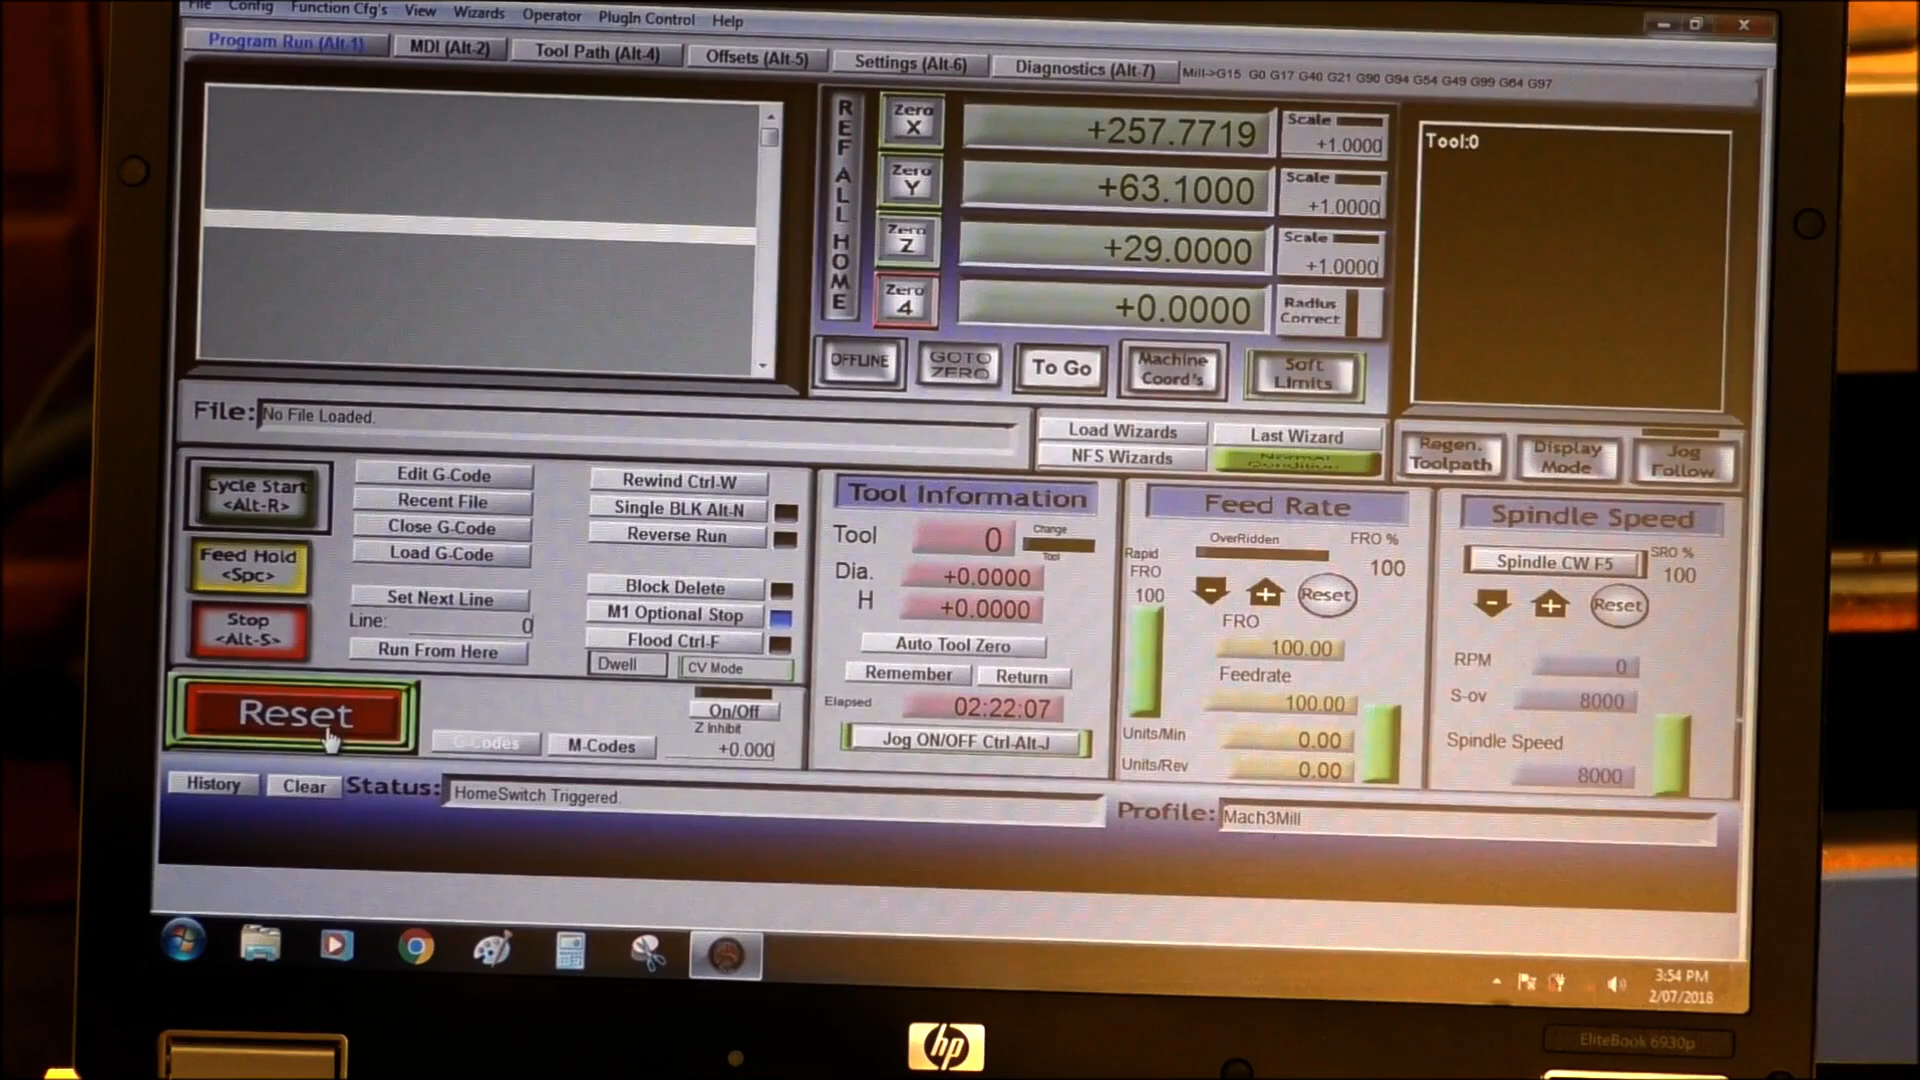 File Config Function Cfg's View Wizards Operator PlugIn Control Help
Program Run (Alt-1) MDI (Alt-2) Tool Path (Alt-4) Offsets (Alt-5) Settings (Alt-6) Diagnostics (Alt-7) Mill->G15 G0 G17 G40 G21 G90 G94 G54 G49 G99 G64 G97
REF ALL HOME
Zero X +257.7719 Scale +1.0000
Zero Y +63.1000 Scale +1.0000
Zero Z +29.0000 Scale +1.0000
Zero 4 +0.0000 Radius Correct
Tool:0
OFFLINE GOTO ZERO To Go Machine Coord's Soft Limits
File: No File Loaded.
Load Wizards Last Wizard
NFS Wizards Normal Condition
Regen. Toolpath Display Mode Jog Follow
Cycle Start <Alt-R>
Feed Hold <Spc>
Stop <Alt-S>
Edit G-Code
Recent File
Close G-Code
Load G-Code
Set Next Line
Line: 0
Run From Here
Rewind Ctrl-W
Single BLK Alt-N
Reverse Run
Block Delete
M1 Optional Stop
Flood Ctrl-F
Dwell CV Mode
Reset
G-Codes M-Codes
On/Off
Z Inhibit
+0.000
Tool Information
Tool 0 Change Tool
Dia. +0.0000
H +0.0000
Auto Tool Zero
Remember Return
Elapsed 02:22:07
Jog ON/OFF Ctrl-Alt-J
Feed Rate
OverRidden FRO %
100
Rapid FRO
100
Reset
FRO
100.00
Feedrate
100.00
Units/Min 0.00
Units/Rev 0.00
Spindle Speed
Spindle CW F5 SRO %
100
Reset
RPM 0
S-ov 8000
Spindle Speed
8000
History Clear Status: HomeSwitch Triggered.
Profile: Mach3Mill
3:54 PM
2/07/2018
hp
EliteBook 6930p